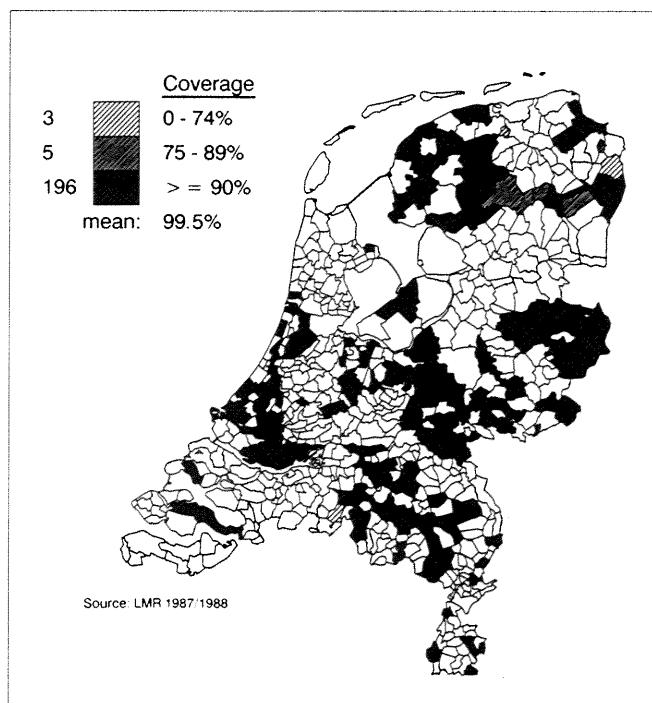 Coverage
3 0 - 74%
5 75 - 89%
196 > = 90%
mean: 99.5%
Source: LMR 1987/1988